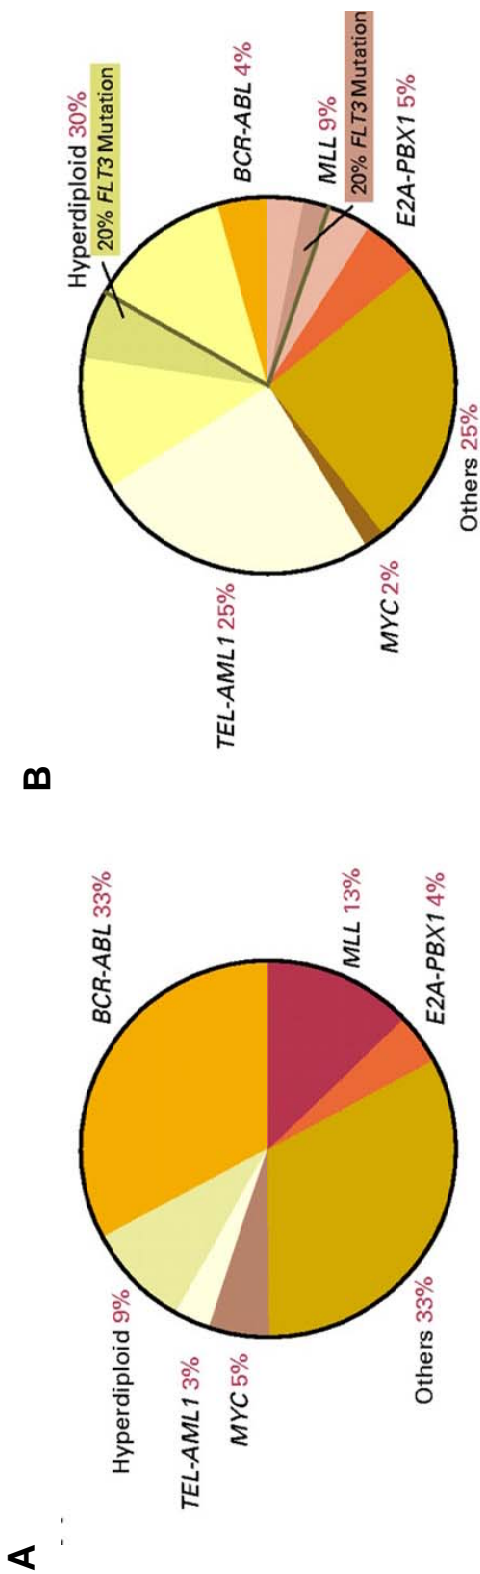 A
BCR-ABL 33%
MLL 13%
E2A-PBX1 4%
Others 33%
MYC 5%
TEL-AML1 3%
Hyperdiploid 9%
B
Hyperdiploid 30%
20% FLT3 Mutation
BCR-ABL 4%
MLL 9%
20% FLT3 Mutation
E2A-PBX1 5%
Others 25%
MYC 2%
TEL-AML1 25%